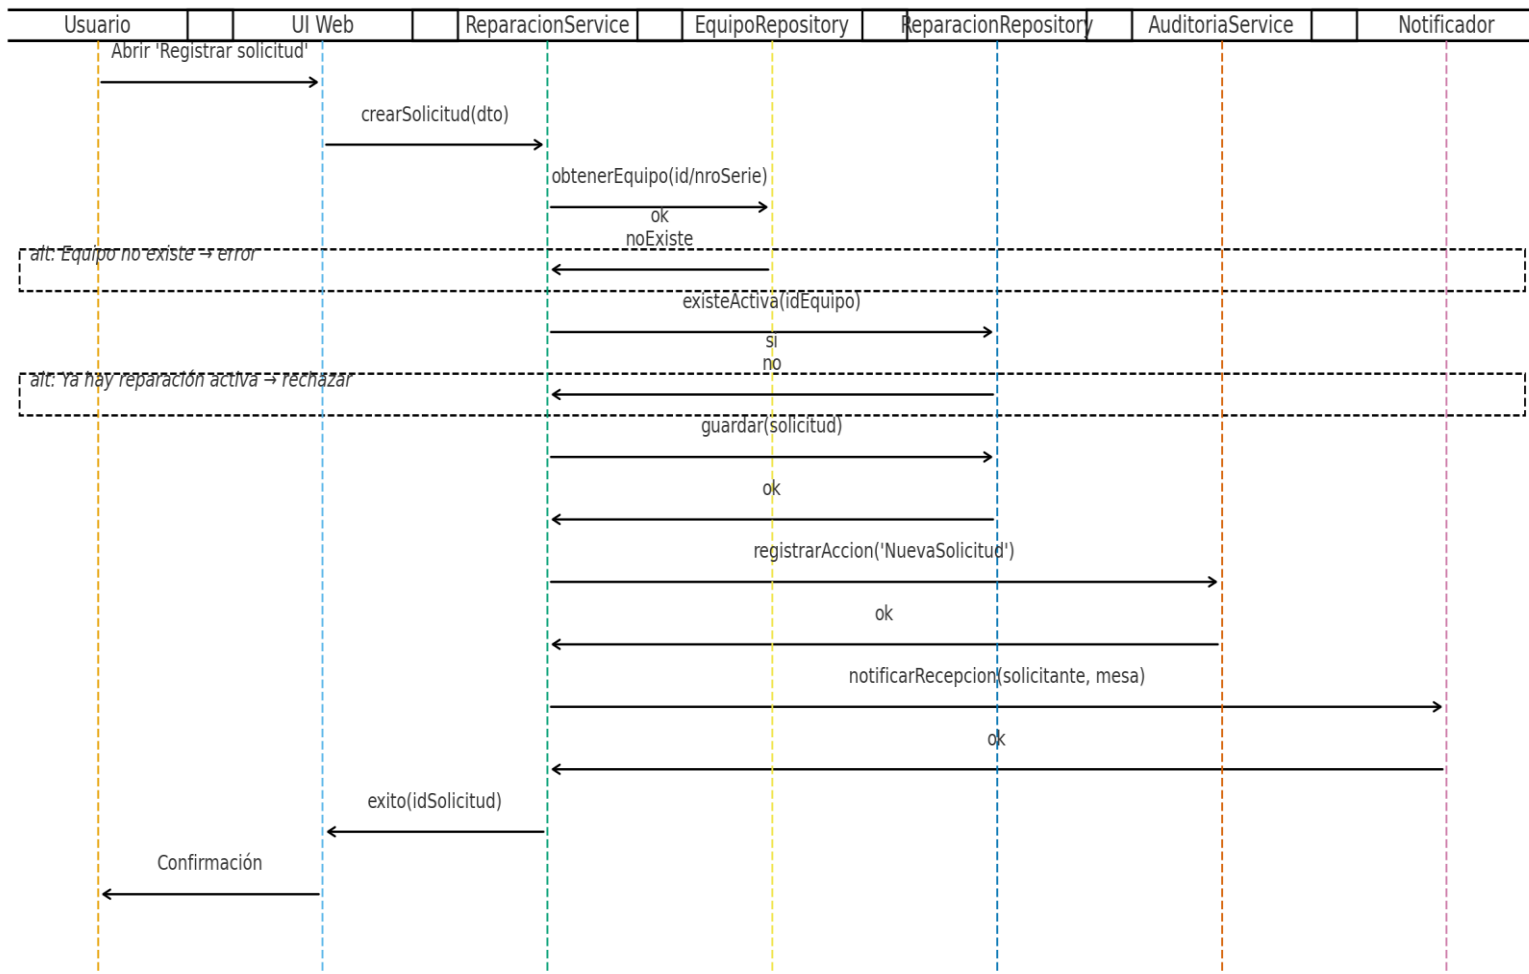 Usuario
UI Web
ReparacionService
EquipoRepository
ReparacionRepository
AuditoriaService
Notificador
Abrir 'Registrar solicitud'
crearSolicitud(dto)
obtenerEquipo(id/nroSerie)
ok
noExiste
alt: Equipo no existe → error
existeActiva(idEquipo)
si
no
alt: Ya hay reparación activa → rechazar
guardar(solicitud)
ok
registrarAccion('NuevaSolicitud')
ok
notificarRecepcion(solicitante, mesa)
ok
exito(idSolicitud)
Confirmación